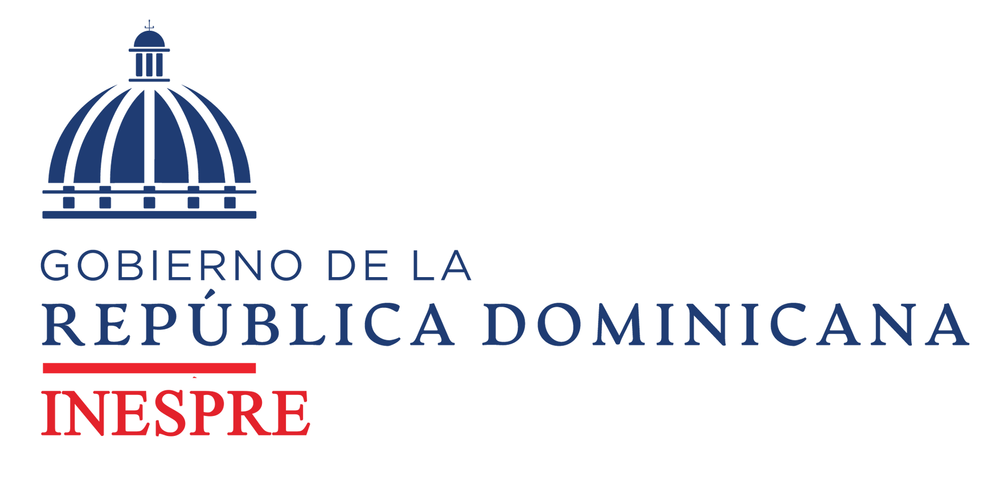 GOBIERNO DE LA
REPÚBLICA DOMINICANA
INESPRE